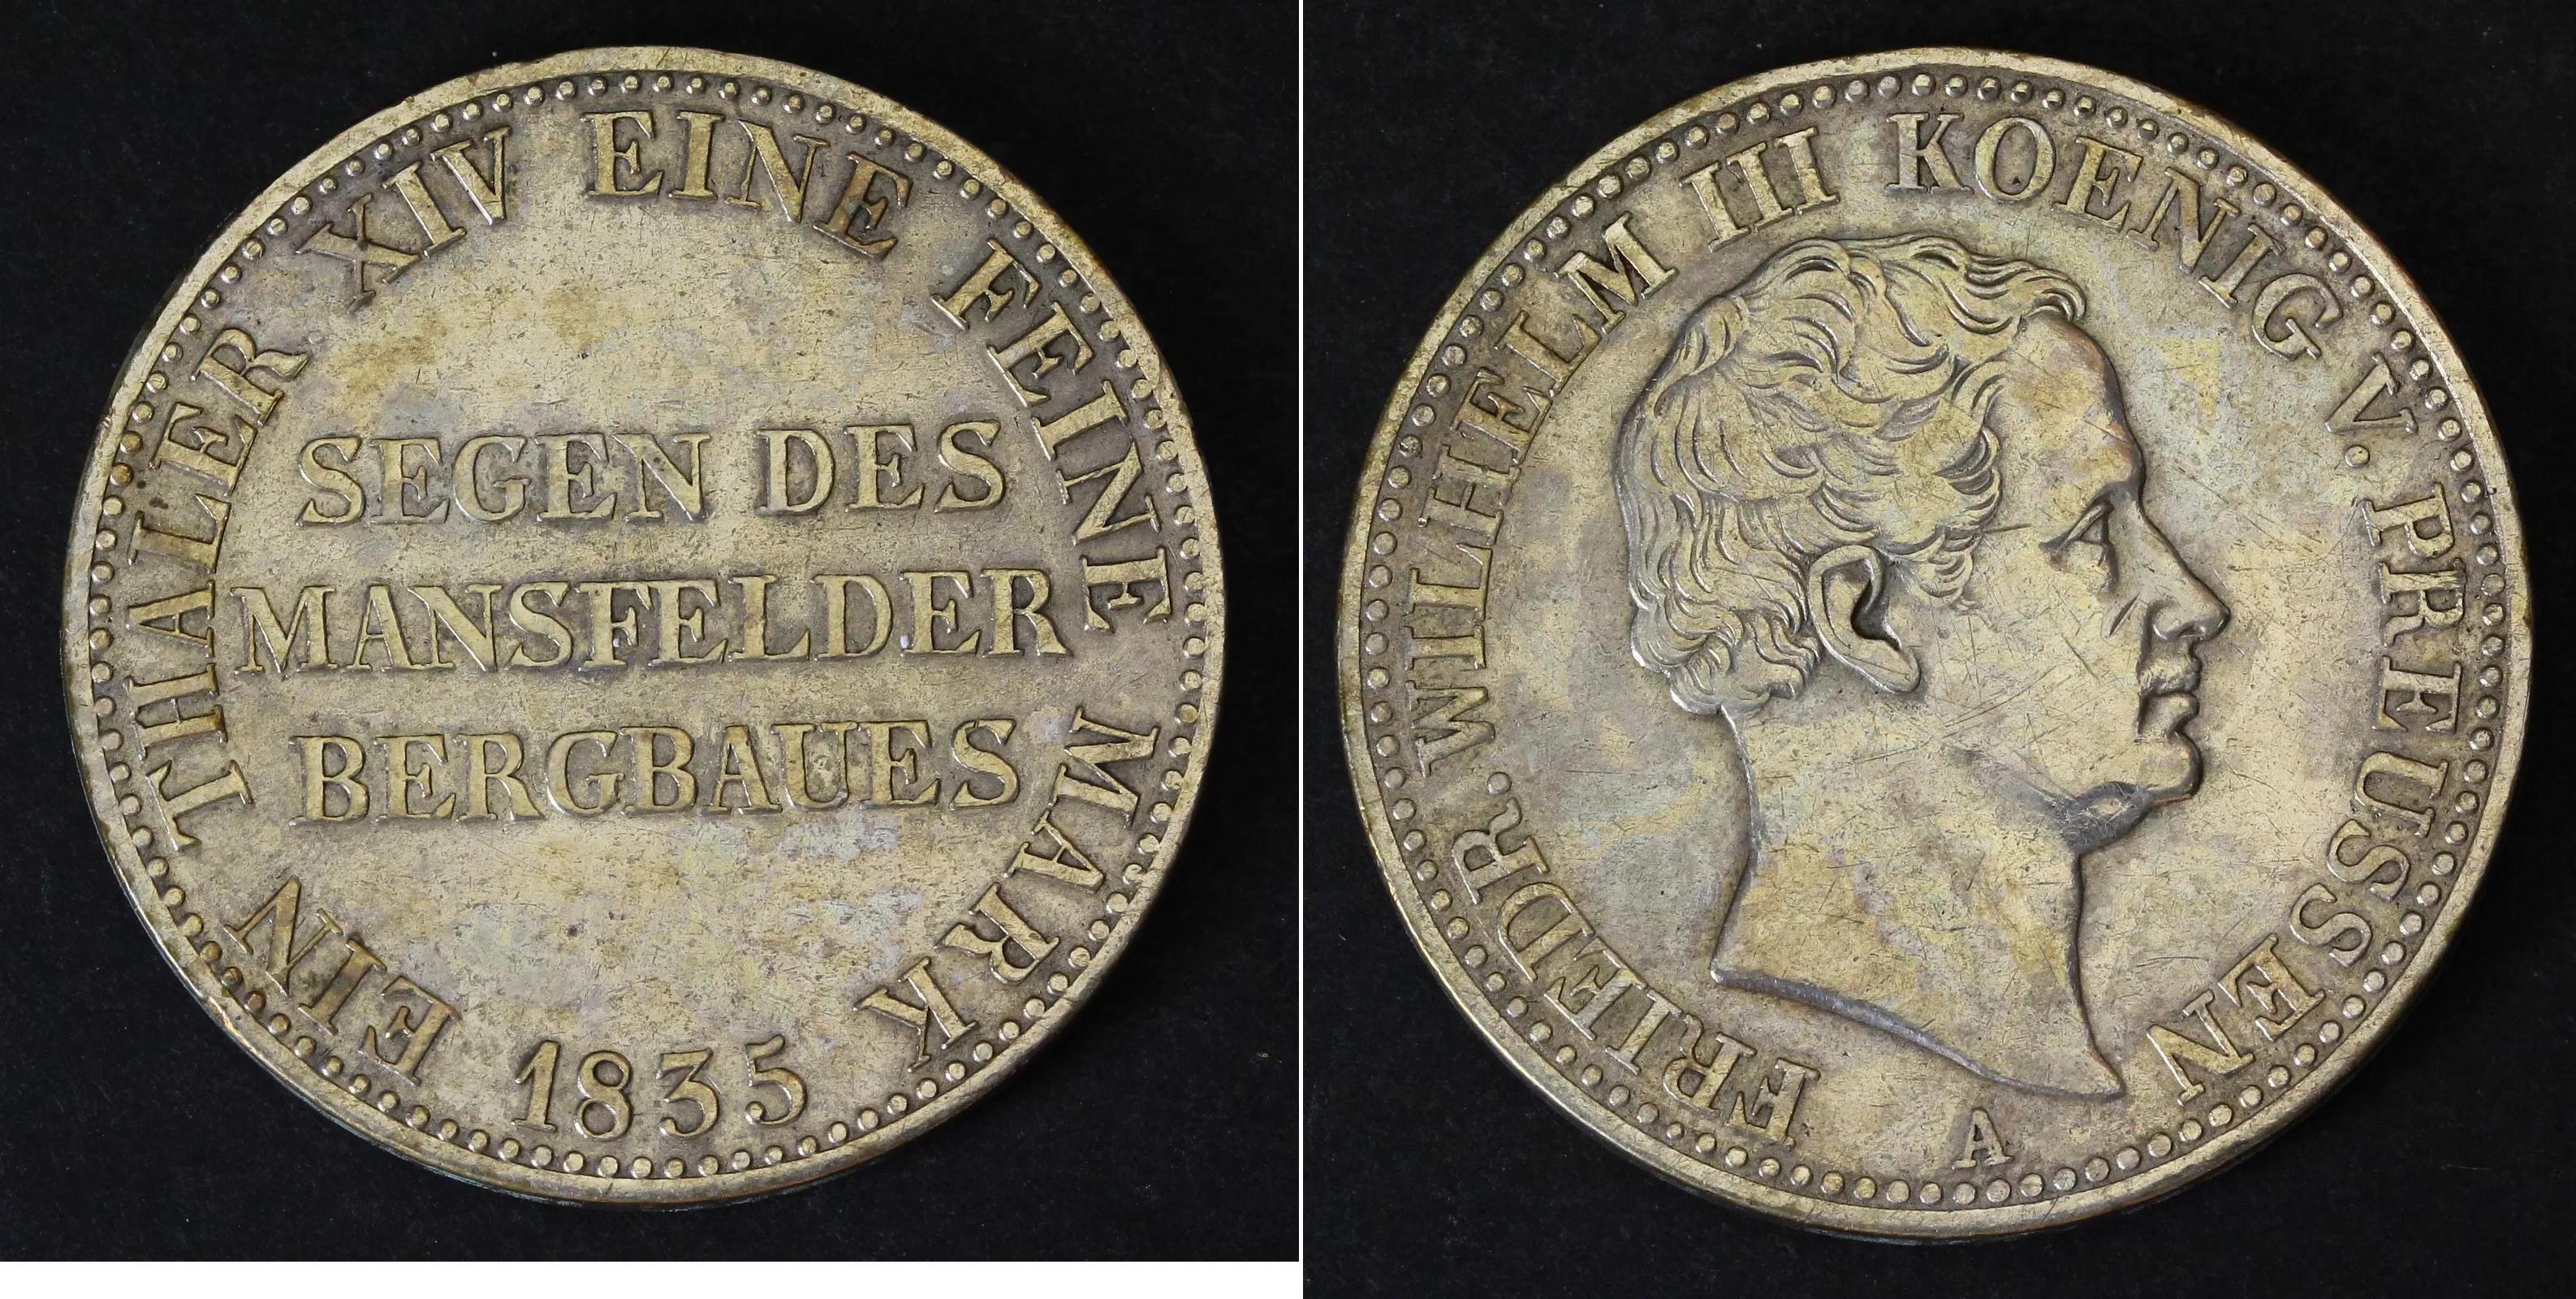 EIN THALER XIV EINE FEINE MARK
SEGEN DES
MANSFELDER
BERGBAUES
1835
FRIEDR. WILHELM III KOENIG V. PREUSSEN
A